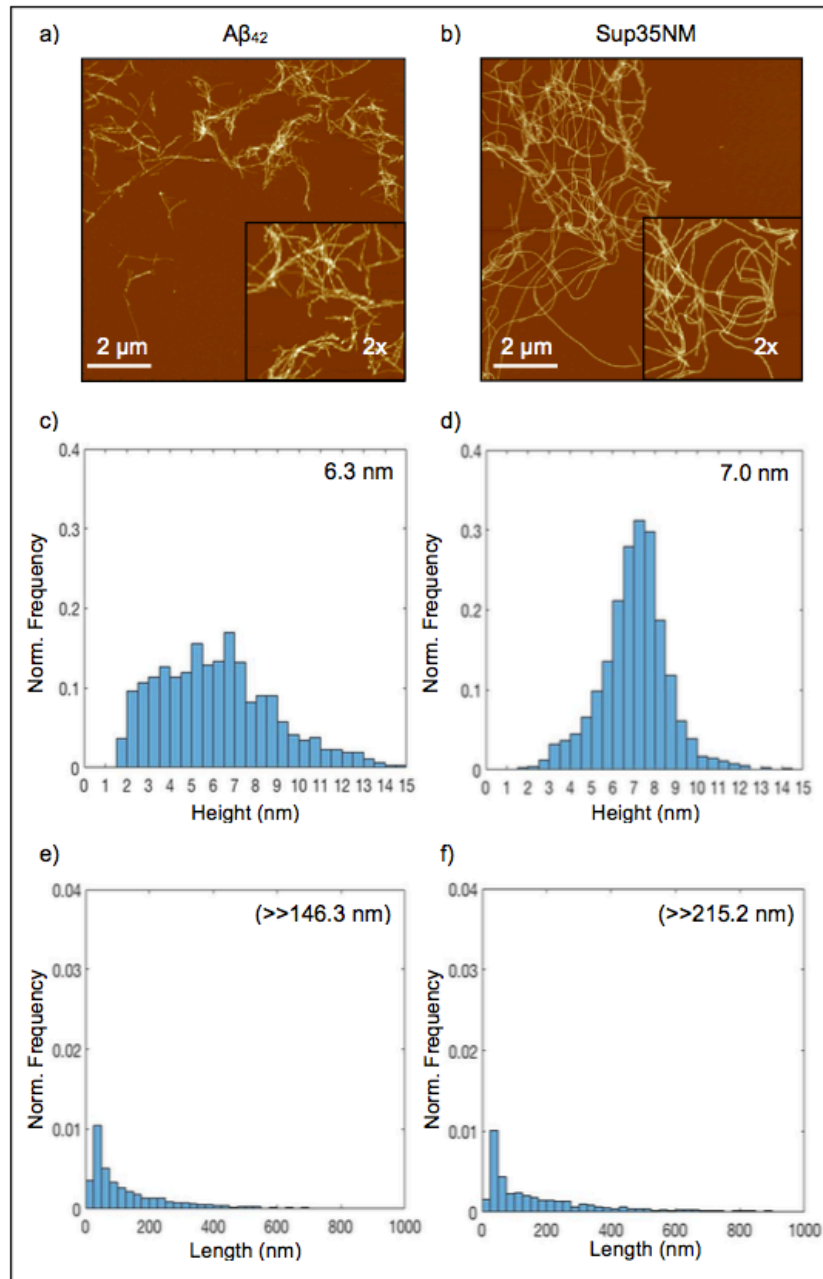 a) Aβ₄₂ b) Sup35NM
2 µm 2x 2 µm 2x
c) d)
6.3 nm 7.0 nm
Norm. Frequency Norm. Frequency
0.4 0.4
0.3 0.3
0.2 0.2
0.1 0.1
0 0
0 1 2 3 4 5 6 7 8 9 10 11 12 13 14 15 0 1 2 3 4 5 6 7 8 9 10 11 12 13 14 15
Height (nm) Height (nm)
e) f)
(>>146.3 nm) (>>215.2 nm)
Norm. Frequency Norm. Frequency
0.04 0.04
0.03 0.03
0.02 0.02
0.01 0.01
0 0
0 200 400 600 800 1000 0 200 400 600 800 1000
Length (nm) Length (nm)